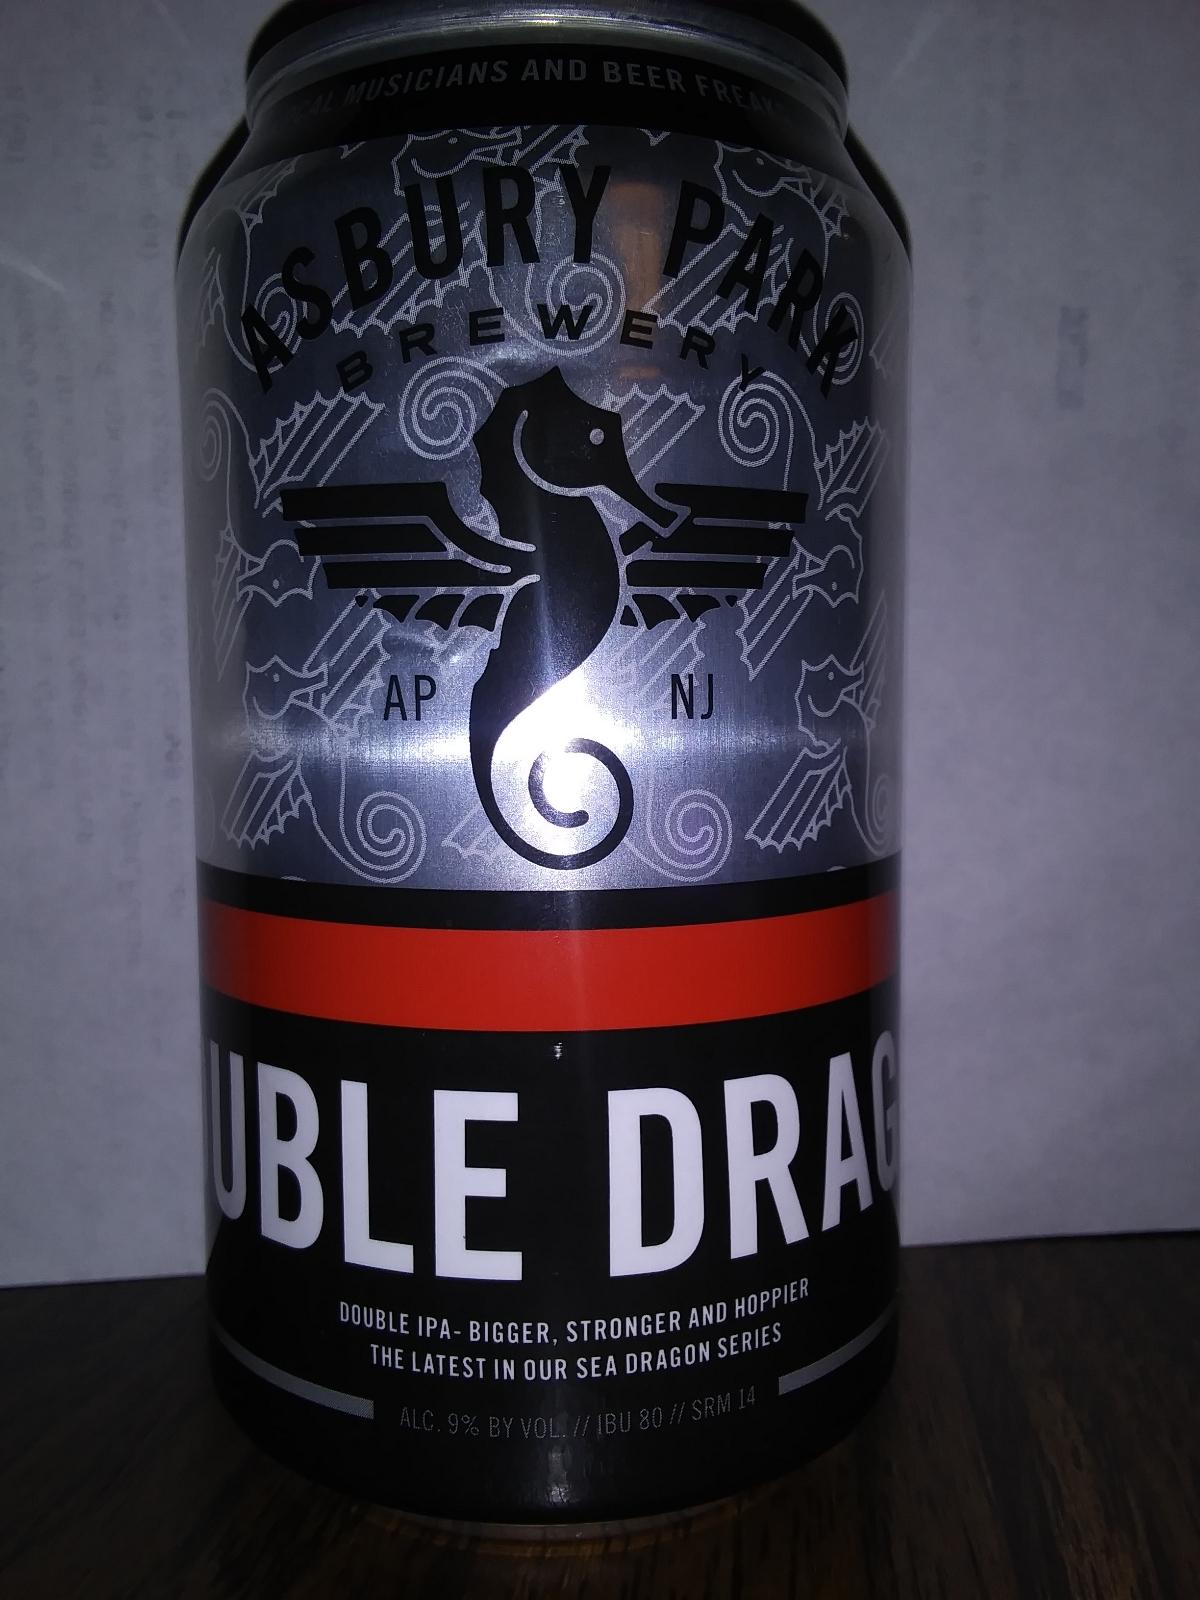 MUSICIANS AND BEER FREAKS
ASBURY PARK
BREWERY
AP NJ
UBLE DRAG
DOUBLE IPA- BIGGER, STRONGER AND HOPPIER
THE LATEST IN OUR SEA DRAGON SERIES
ALC. 9% BY VOL. // IBU 80 // SRM 14